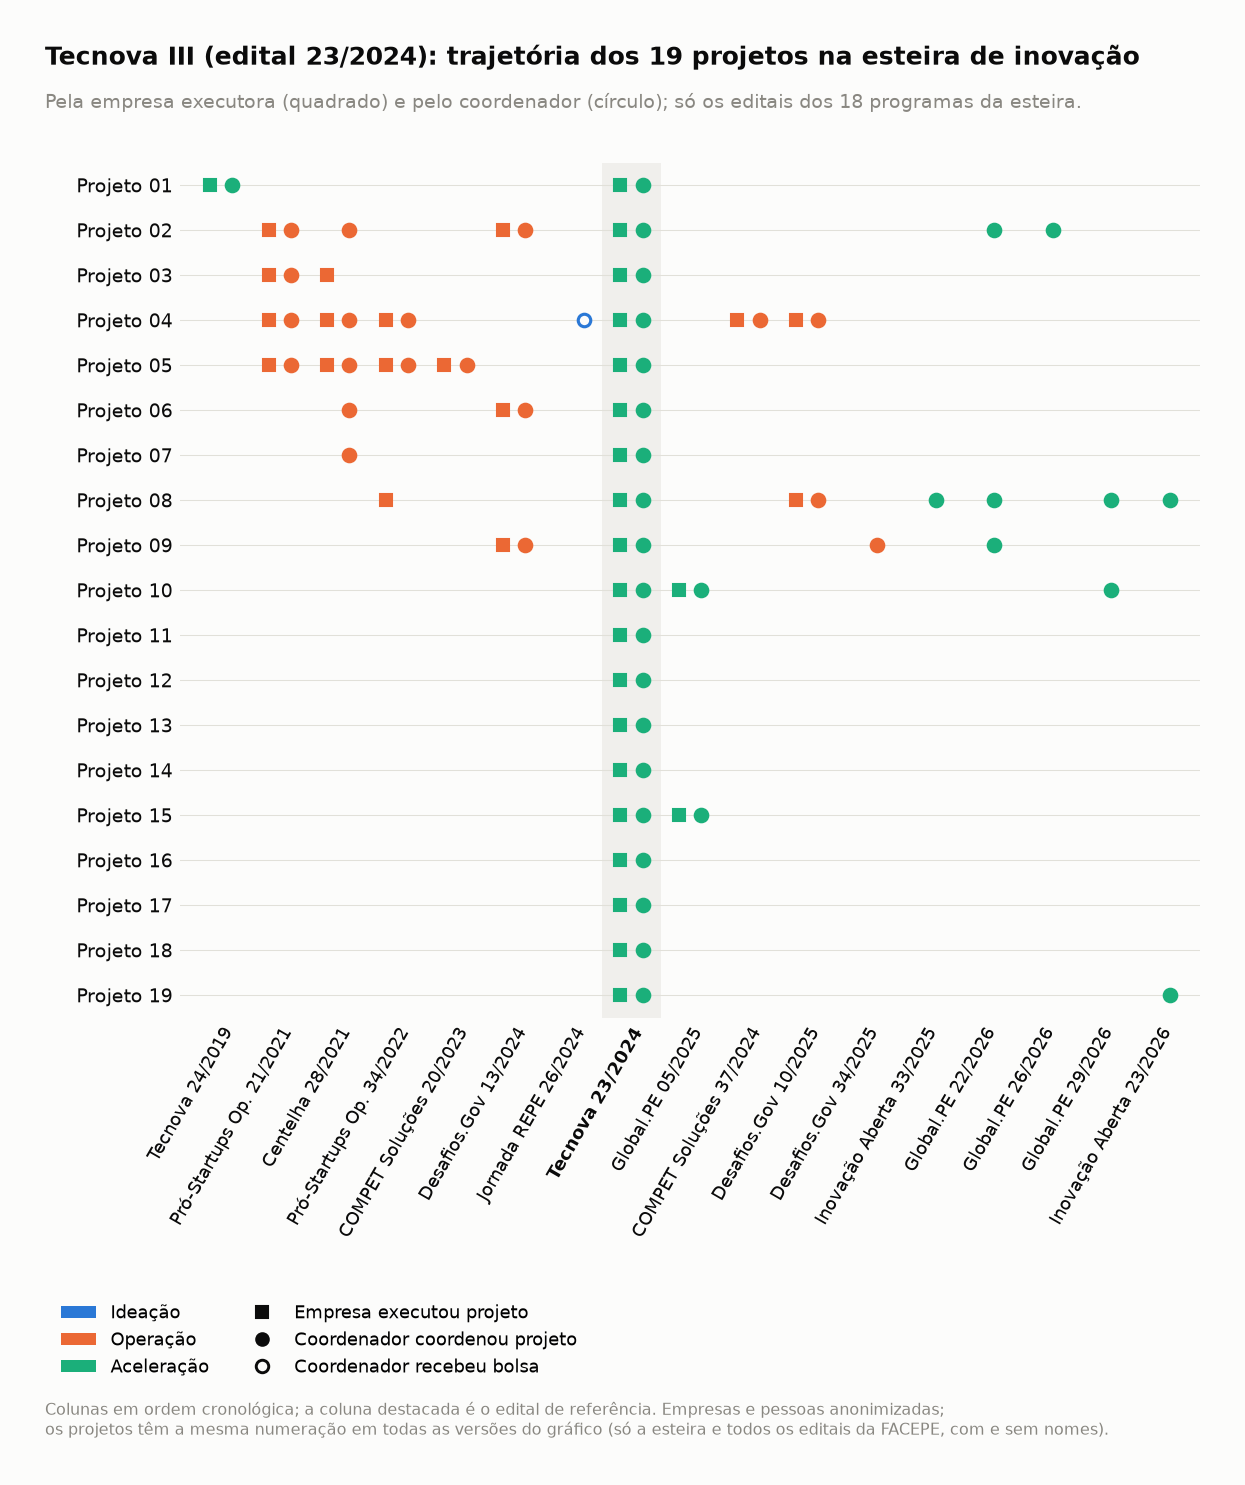 Tecnova III (edital 23/2024): trajetória dos 19 projetos na esteira de inovação
Pela empresa executora (quadrado) e pelo coordenador (círculo); só os editais dos 18 programas da esteira.
Projeto 01
Projeto 02
Projeto 03
Projeto 04
Projeto 05
Projeto 06
Projeto 07
Projeto 08
Projeto 09
Projeto 10
Projeto 11
Projeto 12
Projeto 13
Projeto 14
Projeto 15
Projeto 16
Projeto 17
Projeto 18
Projeto 19
Tecnova 24/2019
Pró-Startups Op. 21/2021
Centelha 28/2021
Pró-Startups Op. 34/2022
COMPET Soluções 20/2023
Desafios.Gov 13/2024
Jornada REPE 26/2024
Tecnova 23/2024
Global.PE 05/2025
COMPET Soluções 37/2024
Desafios.Gov 10/2025
Desafios.Gov 34/2025
Inovação Aberta 33/2025
Global.PE 22/2026
Global.PE 26/2026
Global.PE 29/2026
Inovação Aberta 23/2026
Ideação
Operação
Aceleração
Empresa executou projeto
Coordenador coordenou projeto
Coordenador recebeu bolsa
Colunas em ordem cronológica; a coluna destacada é o edital de referência. Empresas e pessoas anonimizadas;
os projetos têm a mesma numeração em todas as versões do gráfico (só a esteira e todos os editais da FACEPE, com e sem nomes).